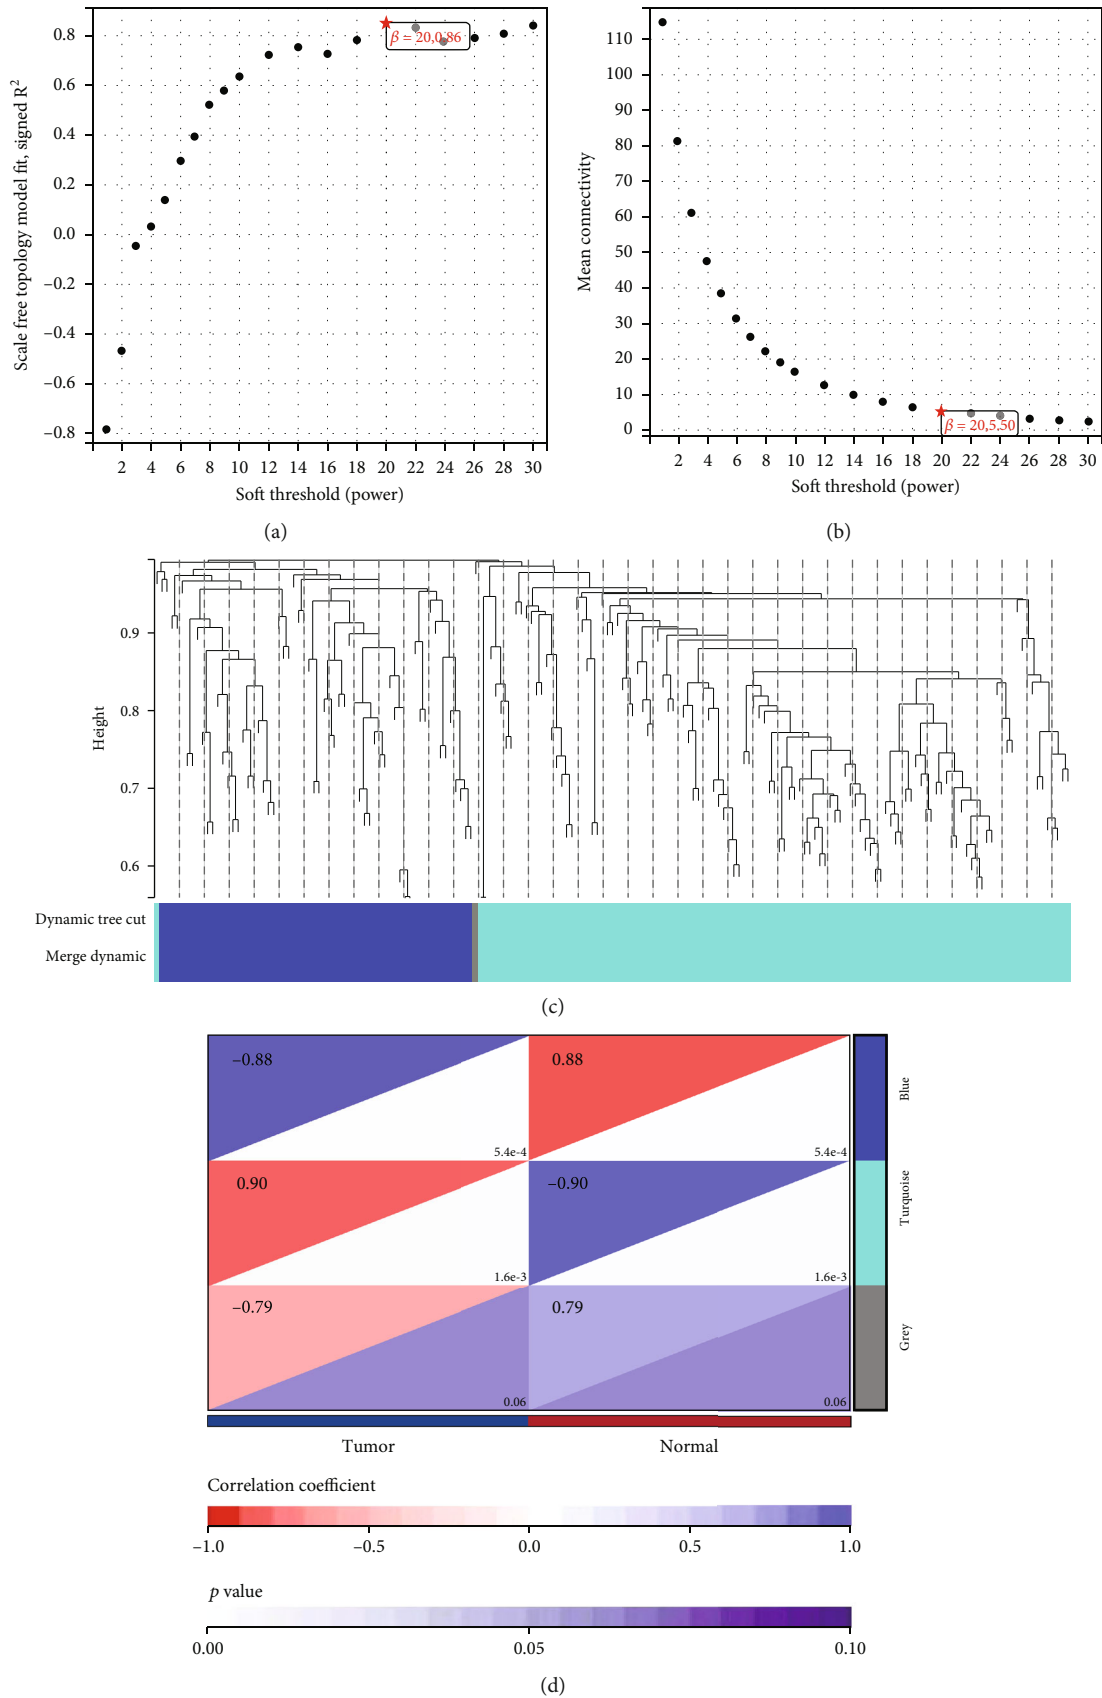 Scale free topology model fit, signed R²
0.8
0.6
0.4
0.2
0.0
−0.2
−0.4
−0.6
−0.8
β = 20,0.86
2 4 6 8 10 12 14 16 18 20 22 24 26 28 30
Soft threshold (power)
(a)
Mean connectivity
110
100
90
80
70
60
50
40
30
20
10
0
β = 20,5.50
2 4 6 8 10 12 14 16 18 20 22 24 26 28 30
Soft threshold (power)
(b)
Height
0.9
0.8
0.7
0.6
Dynamic tree cut
Merge dynamic
(c)
−0.88
5.4e-4
0.88
5.4e-4
Blue
0.90
1.6e-3
−0.90
1.6e-3
Turquoise
−0.79
0.06
0.79
0.06
Grey
Tumor
Normal
Correlation coefficient
−1.0 −0.5 0.0 0.5 1.0
p value
0.00 0.05 0.10
(d)